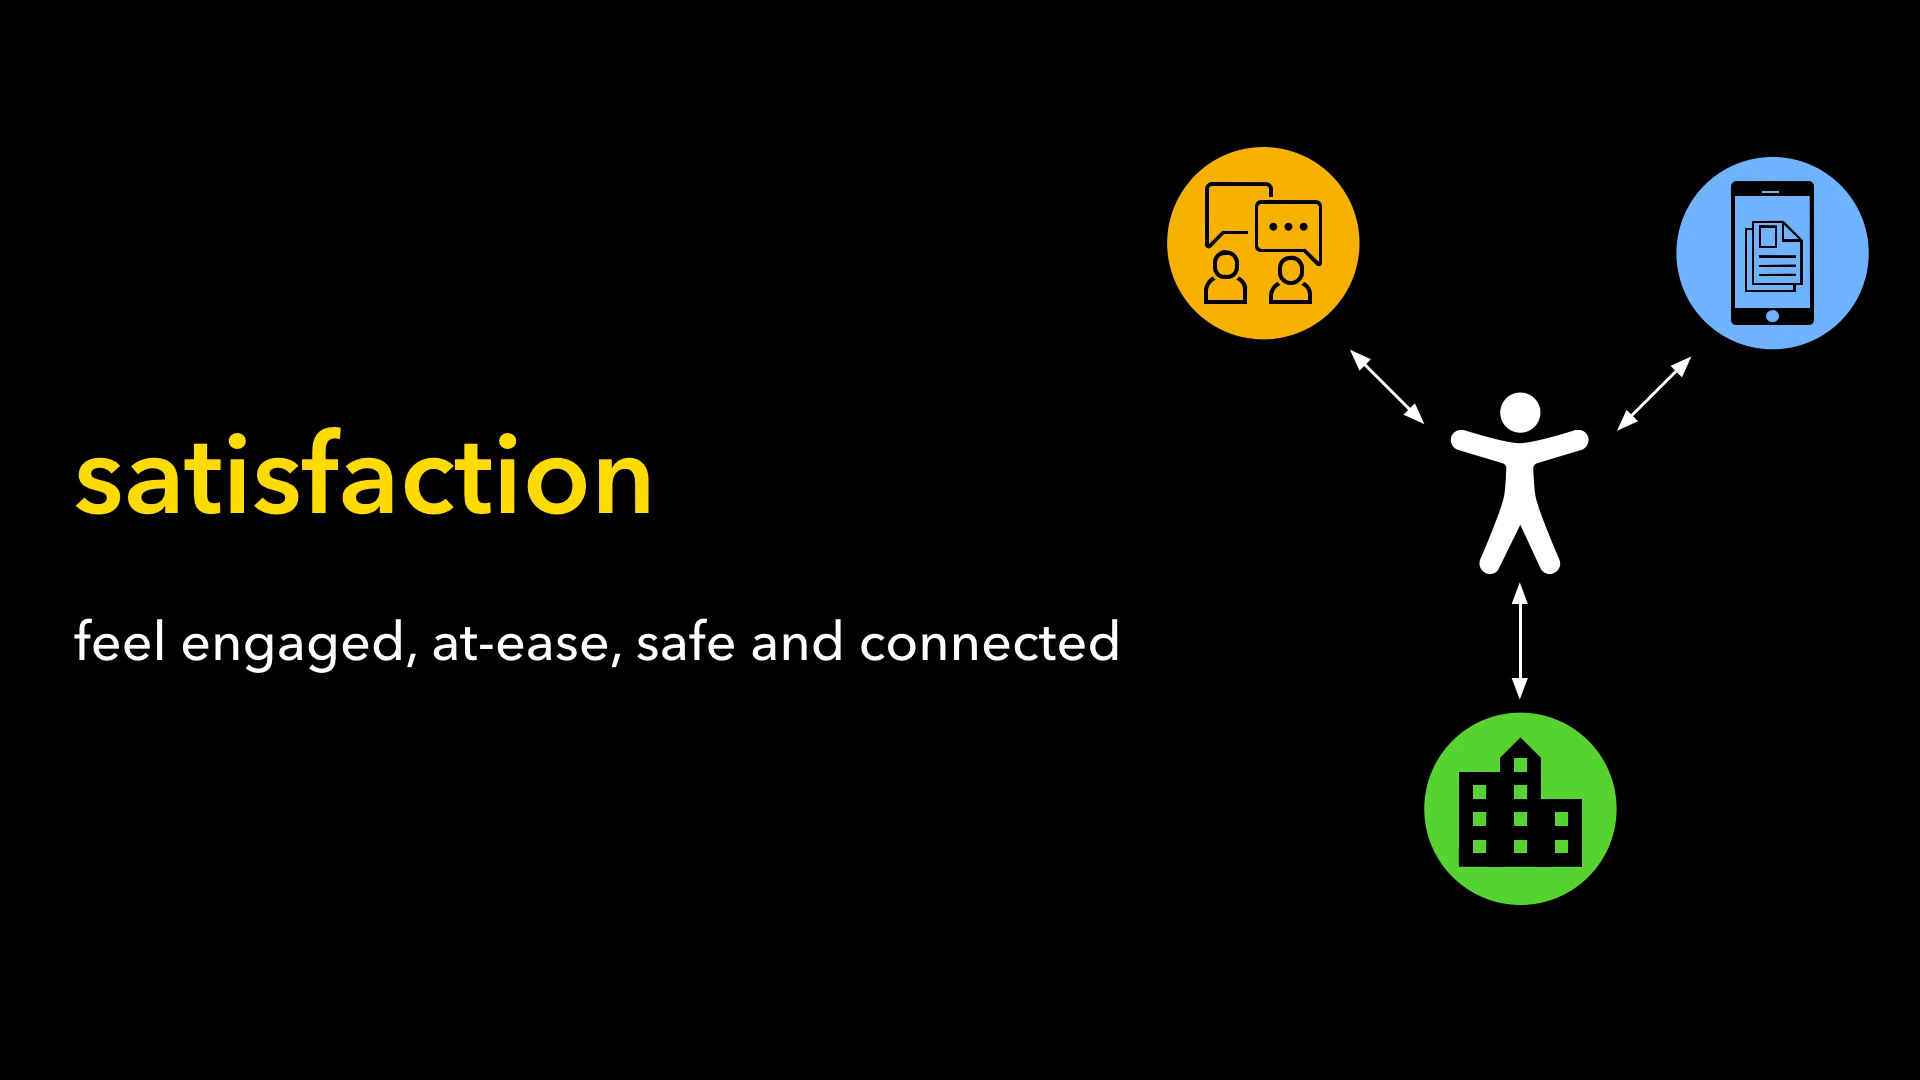 satisfaction
feel engaged, at-ease, safe and connected